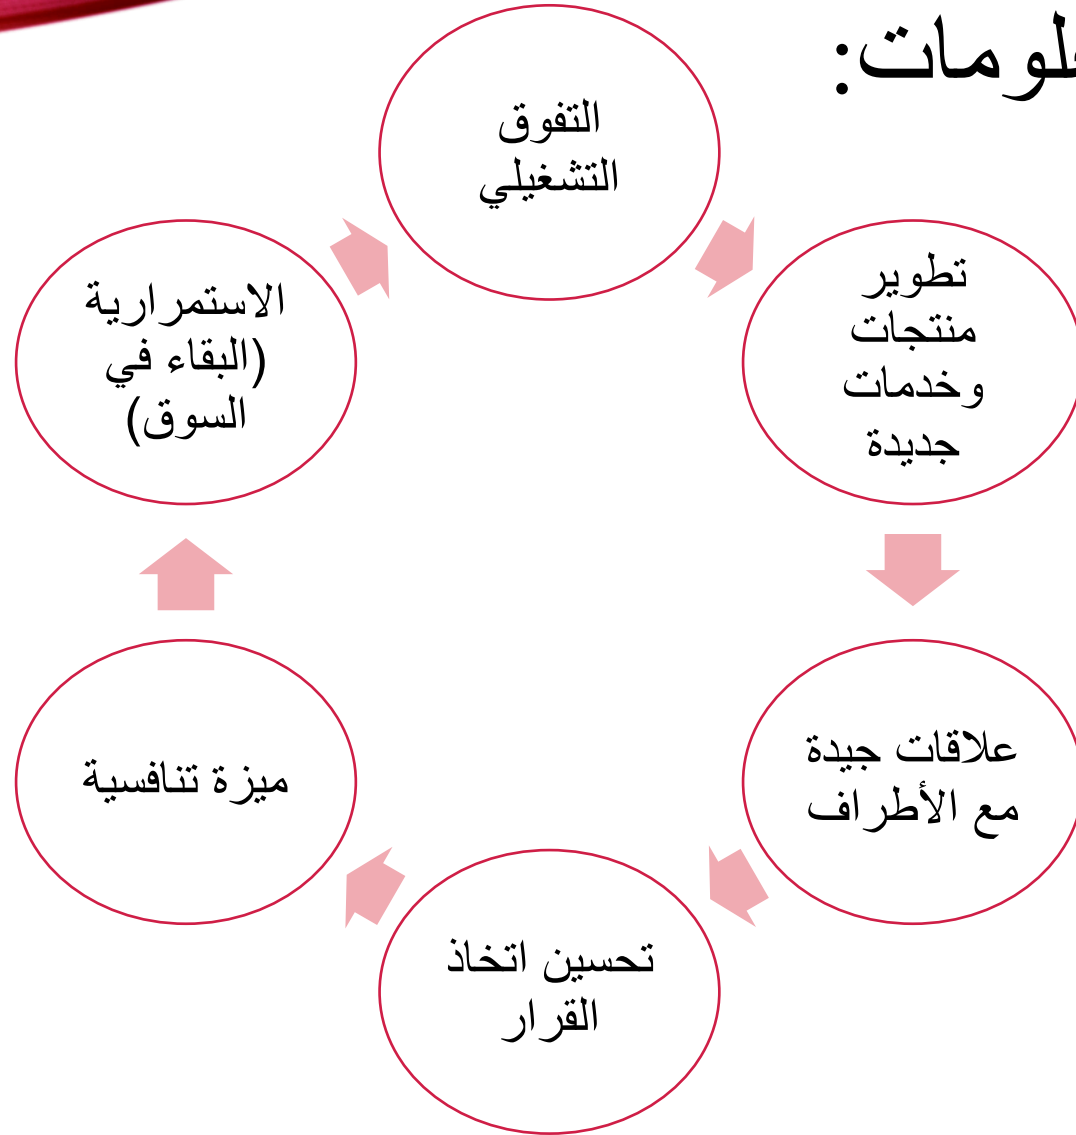 التفوق
التشغيلي
تطوير
منتجات
وخدمات
جديدة
علاقات جيدة
مع الأطراف
تحسين اتخاذ
القرار
ميزة تنافسية
الاستمرارية
(البقاء في
السوق)